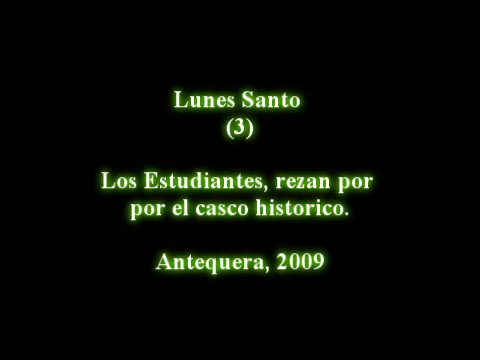 Lunes Santo
(3)
Los Estudiantes, rezan por
por el casco historico.
Antequera, 2009